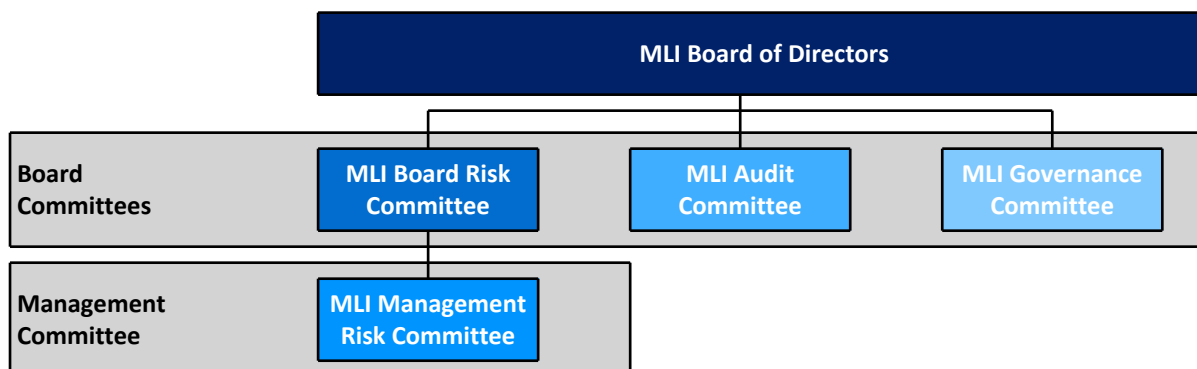 MLI Board of Directors
Board
Committees
MLI Board Risk
Committee
MLI Audit
Committee
MLI Governance
Committee
Management
Committee
MLI Management
Risk Committee